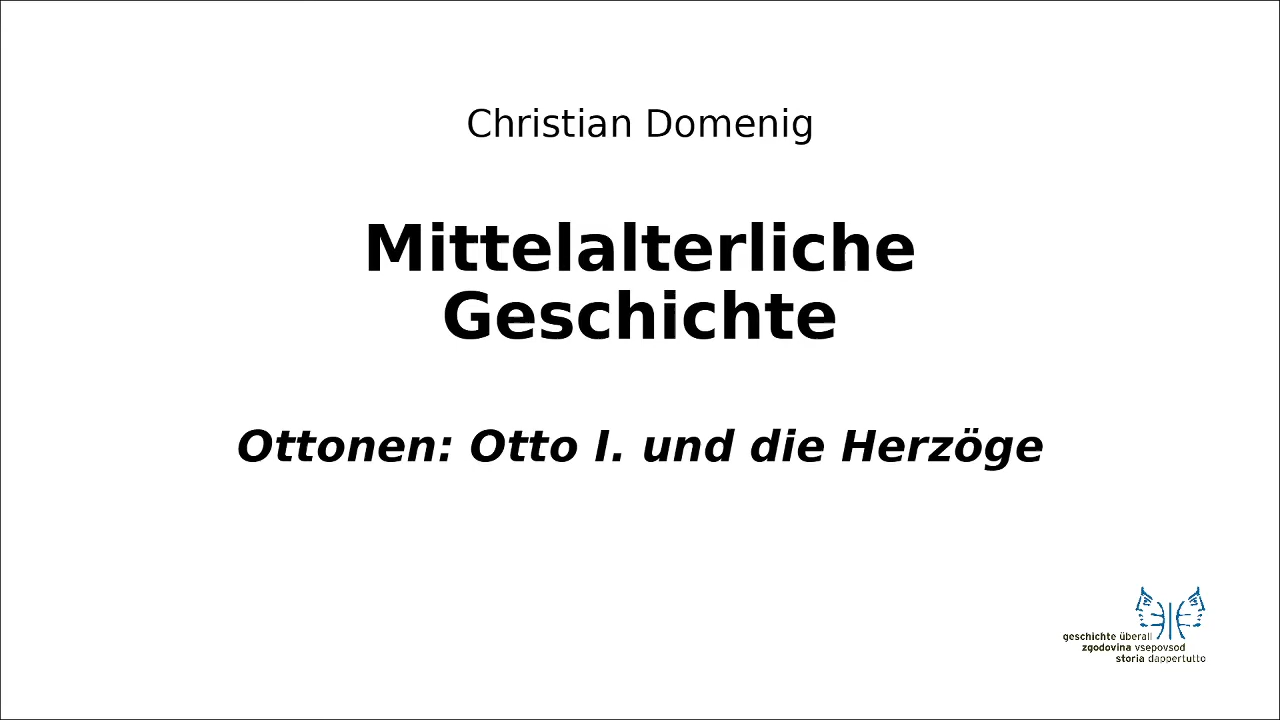 Christian Domenig
Mittelalterliche
Geschichte
Ottonen: Otto I. und die Herzöge
geschichte überall
zgodovina vsepovsod
storia dappertutto